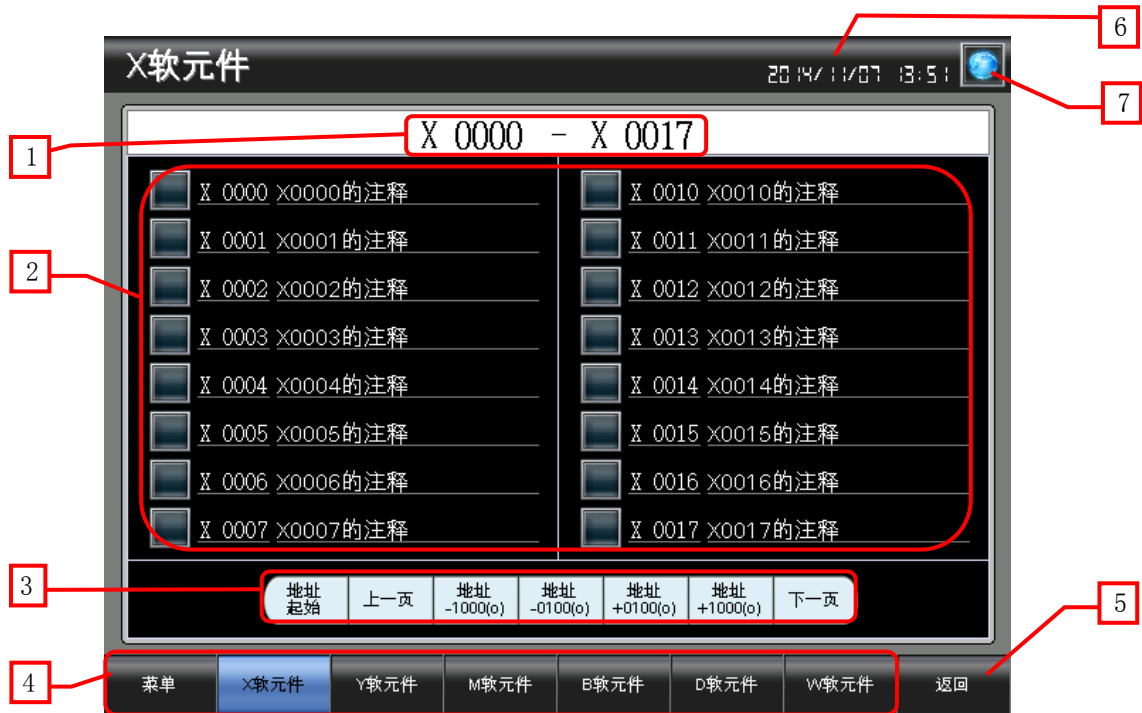 6
X软元件
2014/11/07 13:51
7
1
X 0000 - X 0017
2
X 0000 X0000的注释
X 0010 X0010的注释
X 0001 X0001的注释
X 0011 X0011的注释
X 0002 X0002的注释
X 0012 X0012的注释
X 0003 X0003的注释
X 0013 X0013的注释
X 0004 X0004的注释
X 0014 X0014的注释
X 0005 X0005的注释
X 0015 X0015的注释
X 0006 X0006的注释
X 0016 X0016的注释
X 0007 X0007的注释
X 0017 X0017的注释
3
地址
起始
上一页
地址
-1000(o)
地址
-0100(o)
地址
+0100(o)
地址
+1000(o)
下一页
5
4
菜单
X软元件
Y软元件
M软元件
B软元件
D软元件
W软元件
返回